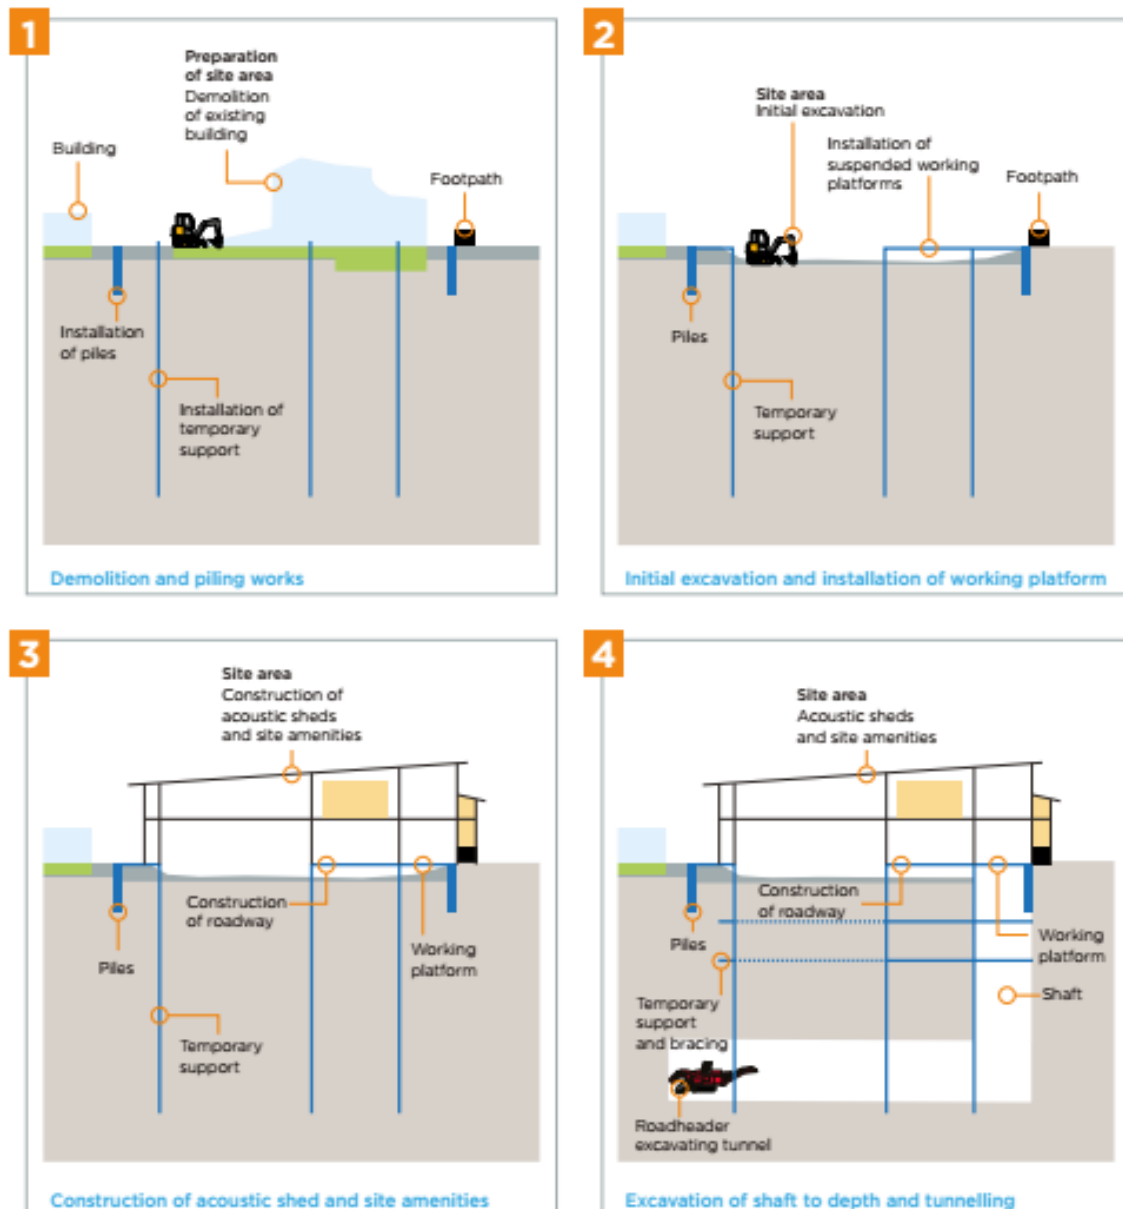 1
Preparation
of site area
Demolition
of existing
building
Building
Footpath
Installation
of piles
Installation of
temporary
support
Demolition and piling works
2
Site area
Initial excavation
Installation of
suspended working
platforms
Footpath
Piles
Temporary
support
Initial excavation and installation of working platform
3
Site area
Construction of
acoustic sheds
and site amenities
Construction
of roadway
Working
platform
Piles
Temporary
support
Construction of acoustic shed and site amenities
4
Site area
Acoustic sheds
and site amenities
Construction
of roadway
Piles
Working
platform
Shaft
Temporary
support
and bracing
Roadheader
excavating tunnel
Excavation of shaft to depth and tunnelling